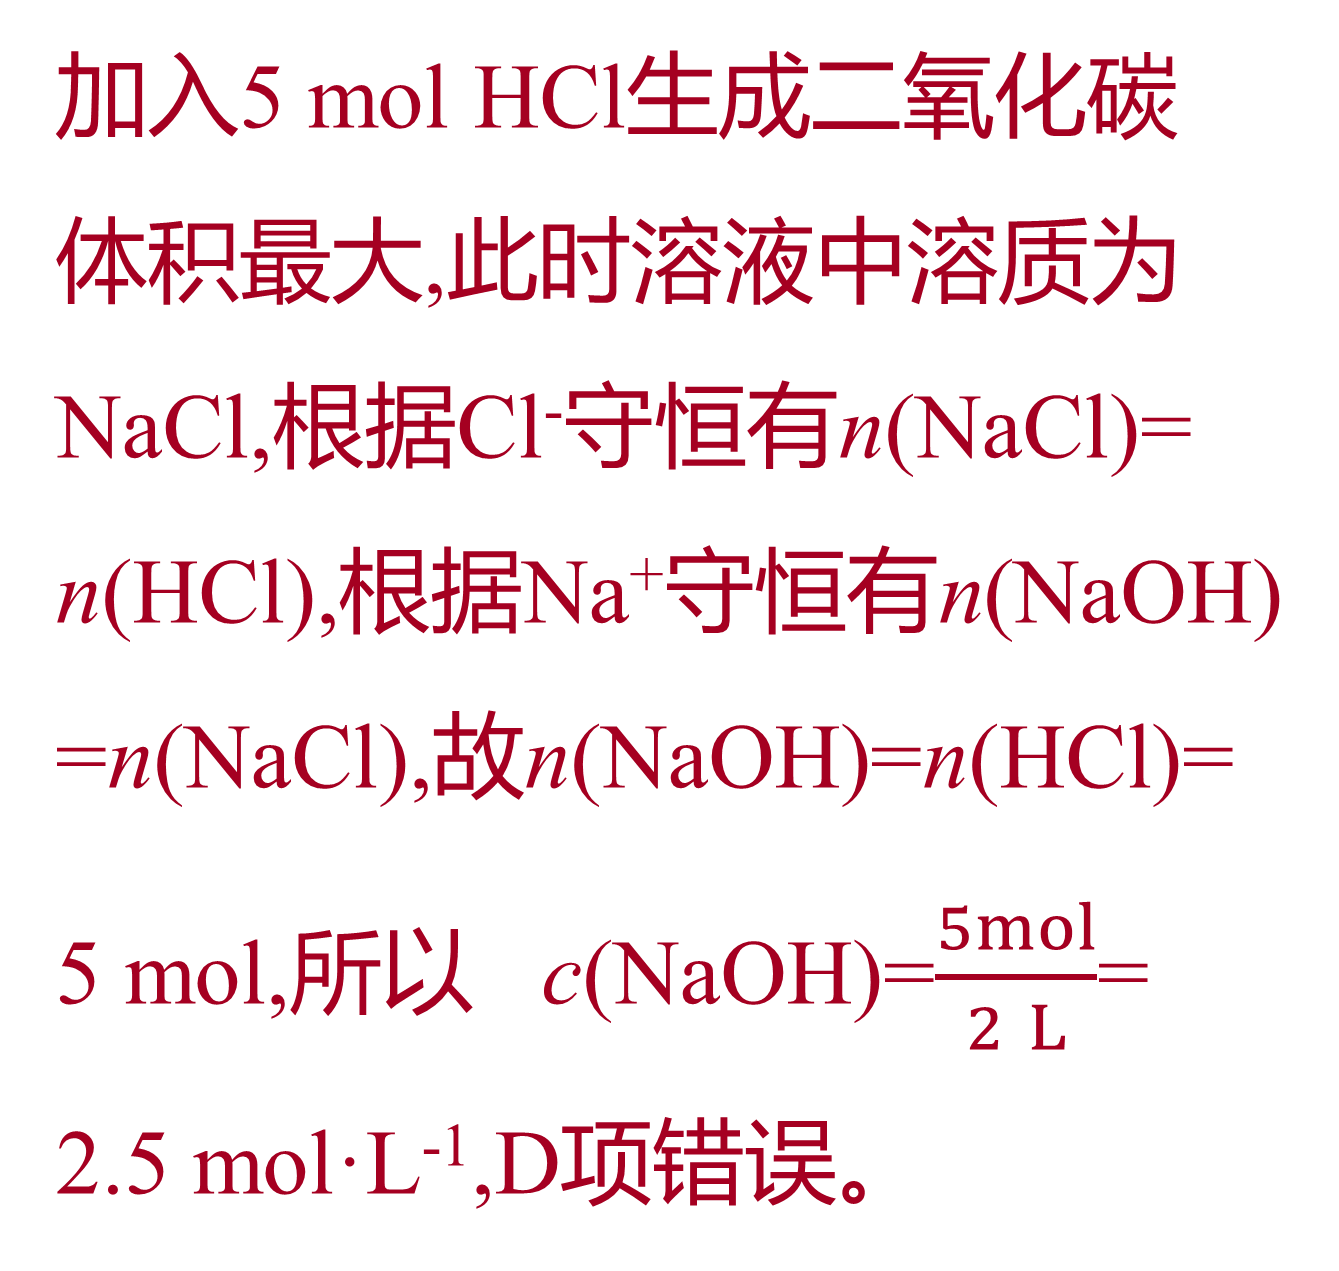 加入5 mol HCl生成二氧化碳
体积最大,此时溶液中溶质为
NaCl,根据Cl⁻守恒有n(NaCl)=
n(HCl),根据Na⁺守恒有n(NaOH)
=n(NaCl),故n(NaOH)=n(HCl)=
5 mol,所以 c(NaOH)=5mol/2 L=
2.5 mol·L⁻¹,D项错误。